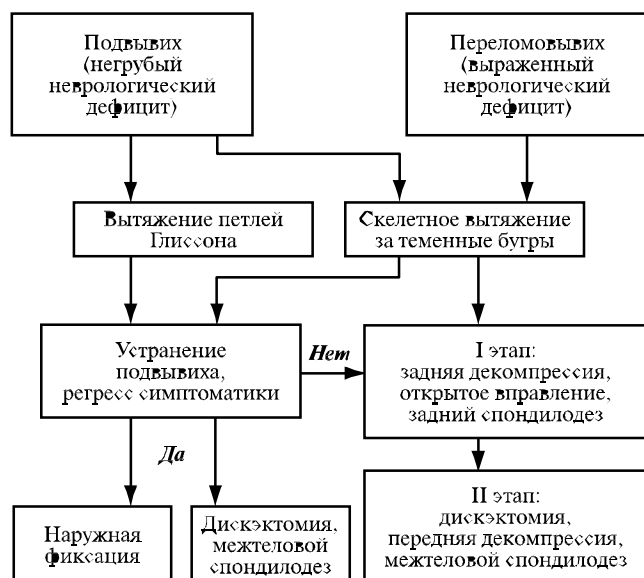 Подвывих
(негрубый
неврологический
дефицит)
Переломовывих
(выраженный
неврологический
дефицит)
Вытяжение петлей
Глиссона
Скелетное вытяжение
за теменные бугры
Устранение
подвывиха,
регресс симптоматики
Нет
I этап:
задняя декомпрессия,
открытое вправление,
задний спондилодез
Да
Наружная
фиксация
Дискэктомия,
межтеловой
спондилодез
II этап:
дискэктомия,
передняя декомпрессия,
межтеловой спондилодез